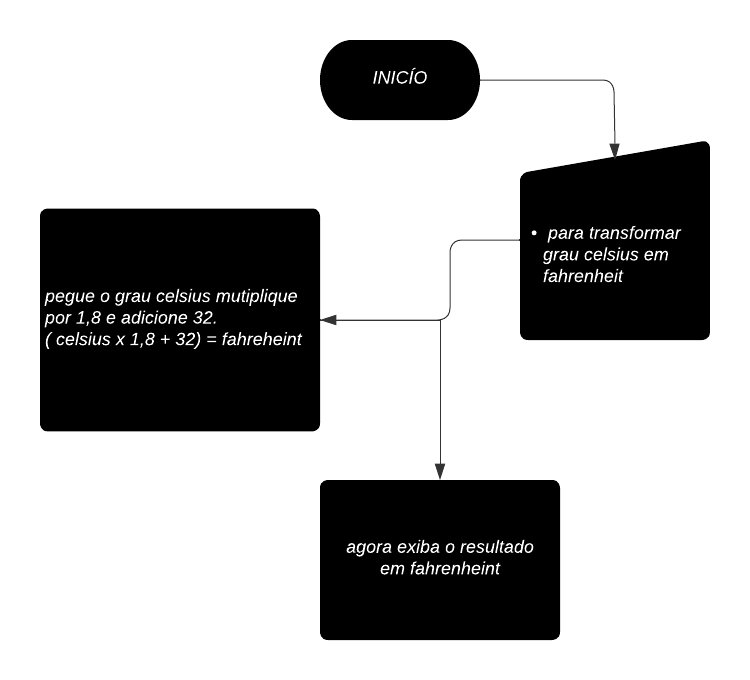 INICÍO
• para transformar
grau celsius em
fahrenheit
pegue o grau celsius mutiplique
por 1,8 e adicione 32.
( celsius x 1,8 + 32) = fahreheint
agora exiba o resultado
em fahrenheint